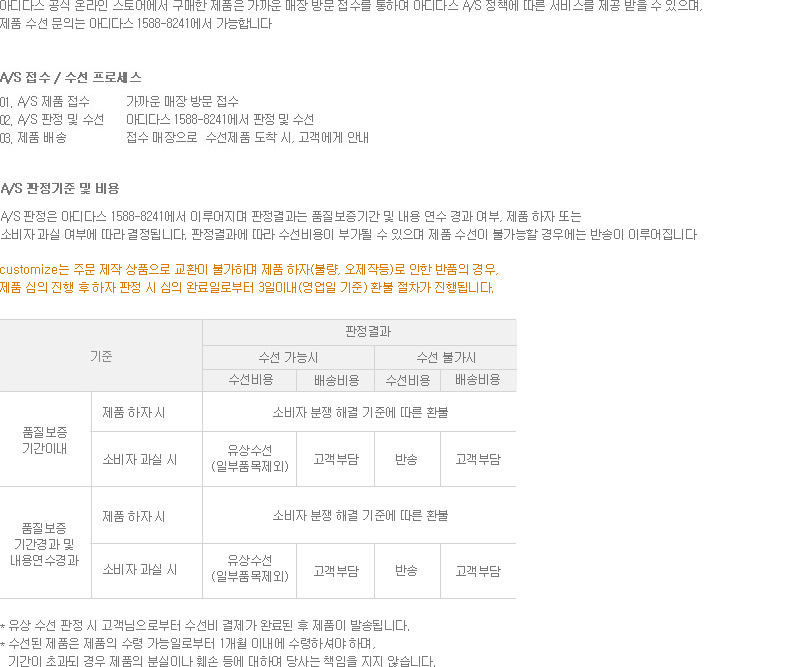 아디다스 공식 온라인 스토어에서 구매한 제품은 가까운 매장 방문 접수를 통하여 아디다스 A/S 정책에 따른 서비스를 제공 받을 수 있으며,
제품 수선 문의는 아디다스 1588-8241에서 가능합니다
A/S 접수 / 수선 프로세스
01. A/S 제품 접수 가까운 매장 방문 접수
02. A/S 판정 및 수선 아디다스 1588-8241에서 판정 및 수선
03. 제품 배송 접수 매장으로 수선제품 도착 시, 고객에게 안내
A/S 판정기준 및 비용
A/S 판정은 아디다스 1588-8241에서 이루어지며 판정결과는 품질보증기간 및 내용 연수 경과 여부, 제품 하자 또는
소비자 과실 여부에 따라 결정됩니다. 판정결과에 따라 수선비용이 부가될 수 있으며 제품 수선이 불가능할 경우에는 반송이 이루어집니다
customize는 주문 제작 상품으로 교환이 불가하며 제품 하자(불량, 오제작등)로 인한 반품의 경우,
제품 심의 진행 후 하자 판정 시 심의 완료일로부터 3일이내(영업일 기준) 환불 절차가 진행됩니다.
기준
판정결과
수선 가능시 수선 불가시
수선비용 배송비용 수선비용 배송비용
품질보증
기간이내
제품 하자 시 소비자 분쟁 해결 기준에 따른 환불
소비자 과실 시
유상수선
(일부품목제외)
고객부담 반송 고객부담
품질보증
기간경과 및
내용연수경과
제품 하자 시 소비자 분쟁 해결 기준에 따른 환불
소비자 과실 시
유상수선
(일부품목제외)
고객부담 반송 고객부담
* 유상 수선 판정 시 고객님으로부터 수선비 결제가 완료된 후 제품이 발송됩니다.
* 수선된 제품은 제품의 수령 가능일로부터 1개월 이내에 수령하셔야 하며,
기간이 초과된 경우 제품의 분실이나 훼손 등에 대하여 당사는 책임을 지지 않습니다.